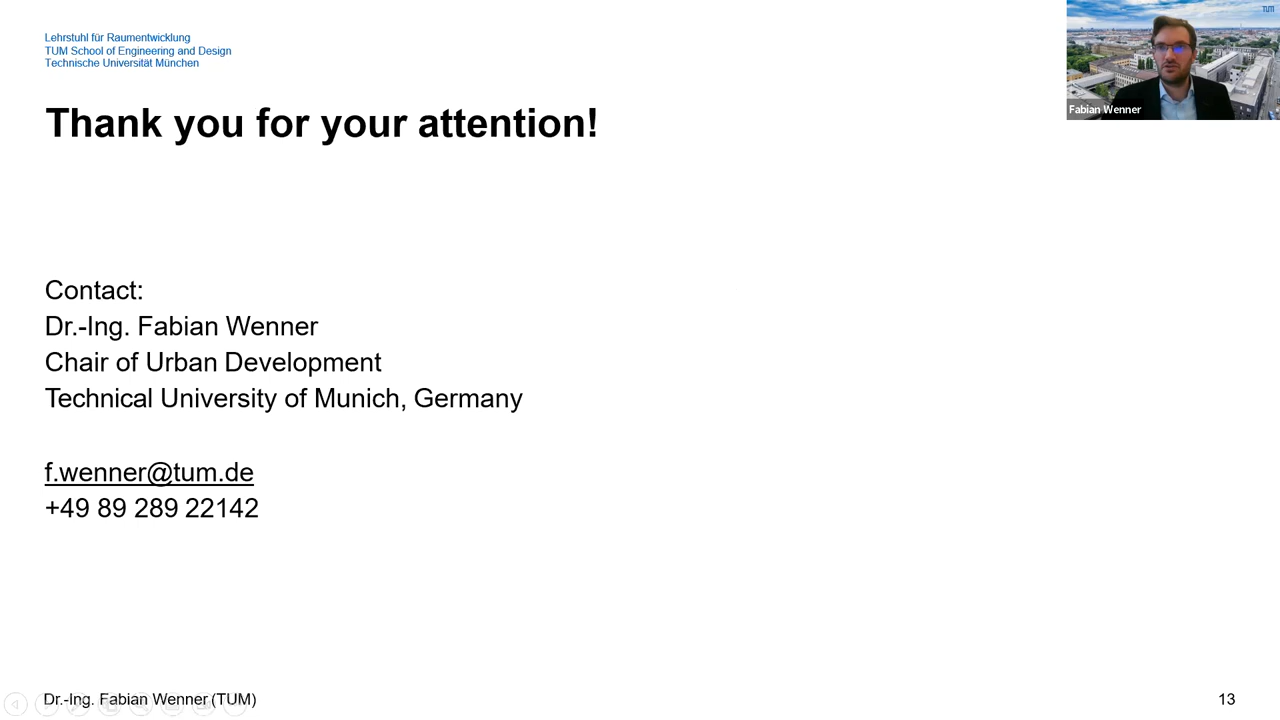 Lehrstuhl für Raumentwicklung
TUM School of Engineering and Design
Technische Universität München
TUM
Fabian Wenner
Thank you for your attention!
Contact:
Dr.-Ing. Fabian Wenner
Chair of Urban Development
Technical University of Munich, Germany
f.wenner@tum.de
+49 89 289 22142
Dr.-Ing. Fabian Wenner (TUM)
13